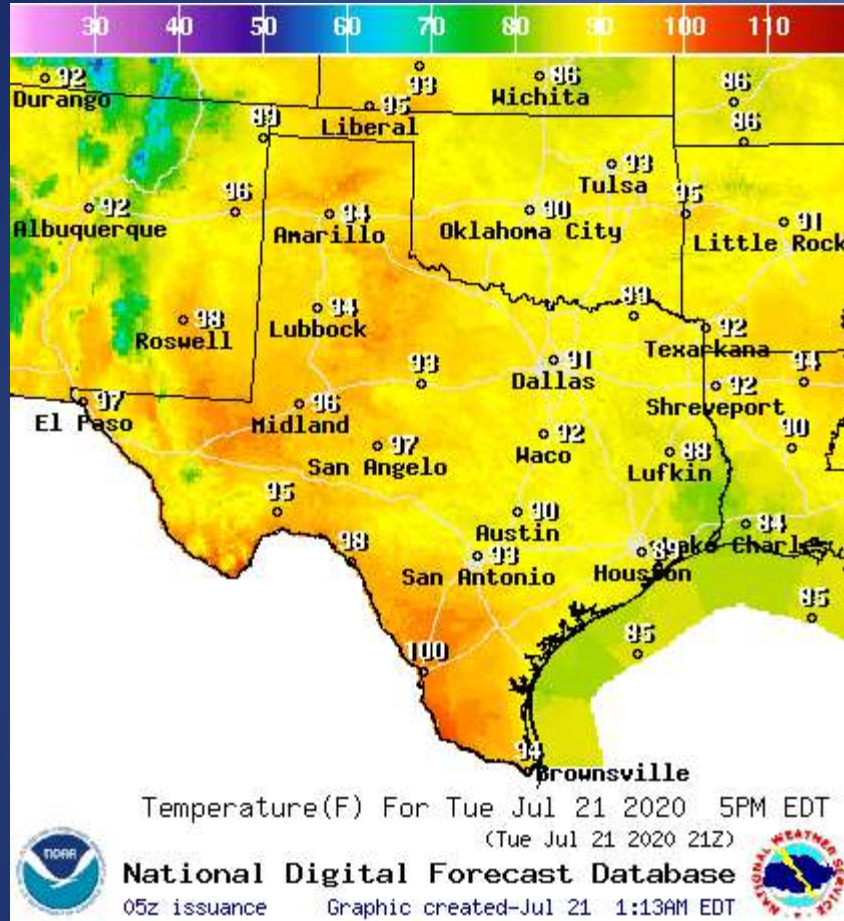 30 40 50 60 70 80 90 100 110
92
Durango
93
86
Wichita
86
95
Liberal
86
93
Tulsa
96
92
Albuquerque
94
Amarillo
90
Oklahoma City
95
91
Little Rock
98
Roswell
94
Lubbock
89
92
Texarkana
93
91
Dallas
92
Shreveport
94
97
El Paso
96
Midland
97
San Angelo
92
Waco
88
Lufkin
90
95
90
Austin
84
98
93
San Antonio
89
Houston
85
85
100
94
Brownsville
Temperature(F) For Tue Jul 21 2020 5PM EDT
(Tue Jul 21 2020 21Z)
National Digital Forecast Database
05z issuance Graphic created-Jul 21 1:13AM EDT
NOAA
NATIONAL WEATHER SERVICE